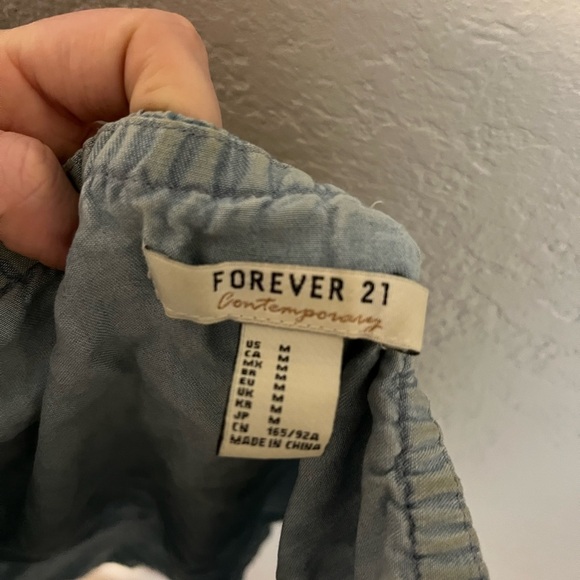 FOREVER 21
Contemporary
US M
CA M
MX M
BR M
EU M
UK M
KR M
JP M
CN 165/92A
MADE IN CHINA